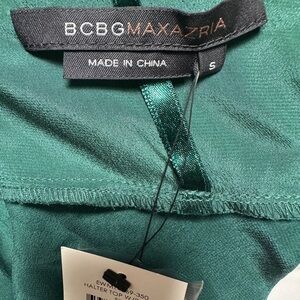 BCBGMAXAZRIA
MADE IN CHINA
S
HALTER TOP